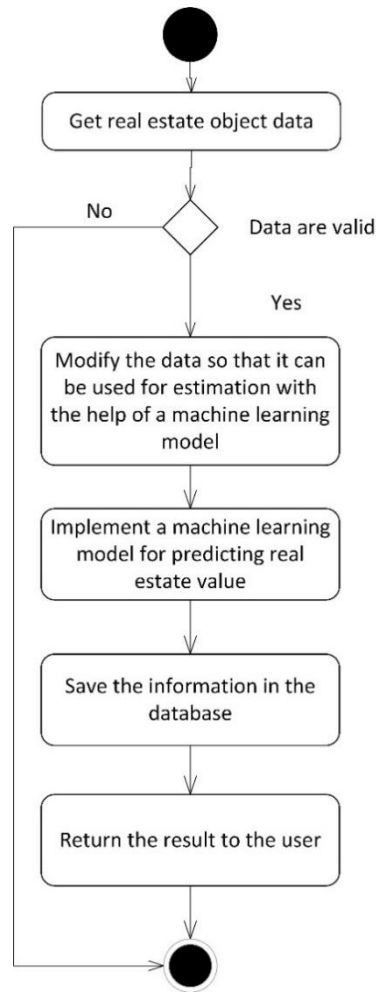 Get real estate object data
No
Data are valid
Yes
Modify the data so that it can
be used for estimation with
the help of a machine learning
model
Implement a machine learning
model for predicting real
estate value
Save the information in the
database
Return the result to the user